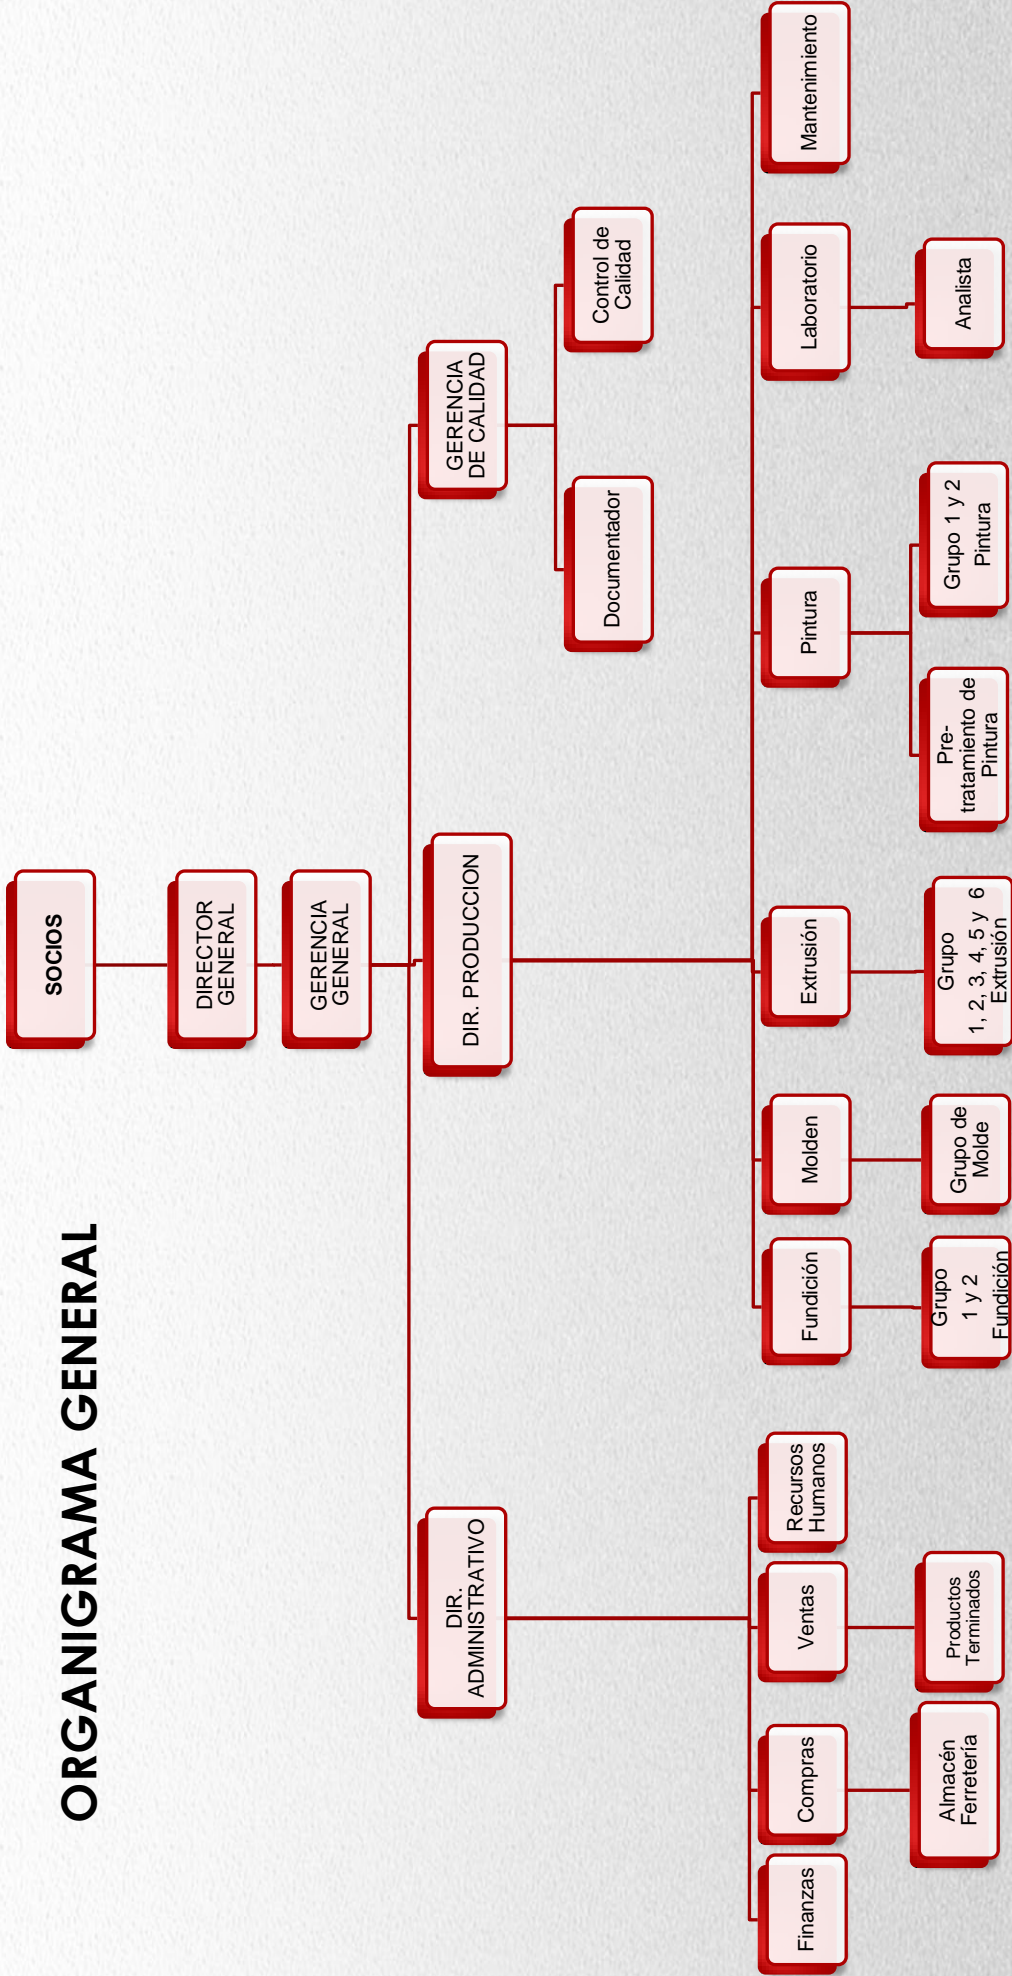 ORGANIGRAMA GENERAL
SOCIOS
DIRECTOR
GENERAL
GERENCIA
GENERAL
DIR.
ADMINISTRATIVO
DIR. PRODUCCION
GERENCIA
DE CALIDAD
Documentador
Control de
Calidad
Finanzas
Compras
Ventas
Recursos
Humanos
Fundición
Molden
Extrusión
Pintura
Laboratorio
Mantenimiento
Almacén
Ferretería
Productos
Terminados
Grupo
1 y 2
Fundición
Grupo de
Molde
Grupo
1, 2, 3, 4, 5 y 6
Extrusión
Pre-
tratamiento de
Pintura
Grupo 1 y 2
Pintura
Analista